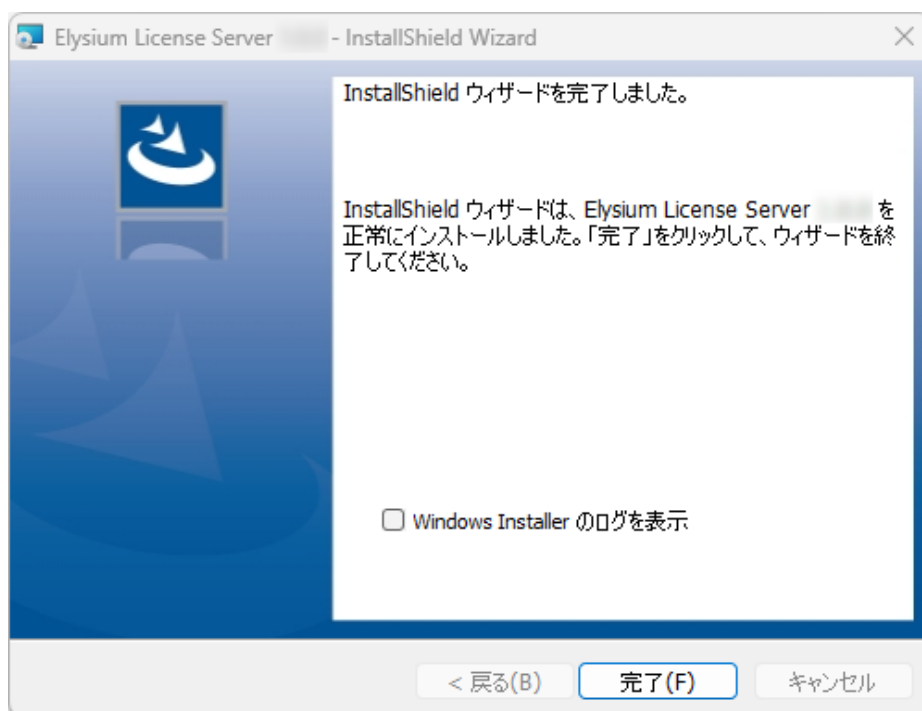 Elysium License Server - InstallShield Wizard
InstallShield ウィザードを完了しました。
InstallShield ウィザードは、Elysium License Server を
正常にインストールしました。「完了」をクリックして、ウィザードを終
了してください。
Windows Installer のログを表示
< 戻る(B)
完了(F)
キャンセル